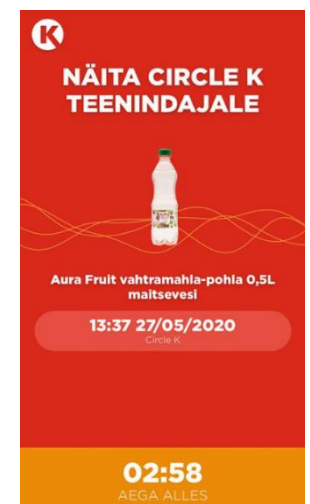 K
NÄITA CIRCLE K
TEENINDAJALE
Aura Fruit vahtramahla-pohla 0,5L
maitsevesi
13:37 27/05/2020
Circle K
02:58
AEGA ALLES